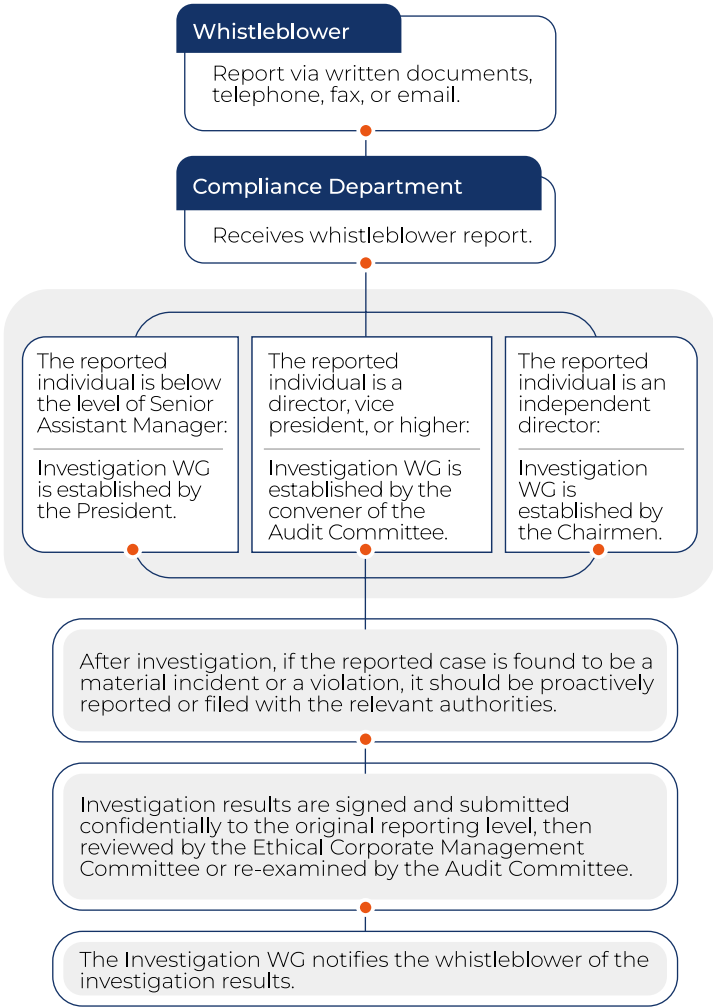 Whistleblower
Report via written documents,
telephone, fax, or email.
Compliance Department
Receives whistleblower report.
The reported
individual is below
the level of Senior
Assistant Manager:
Investigation WG
is established by
the President.
The reported
individual is a
director, vice
president, or higher:
Investigation WG is
established by the
convener of the
Audit Committee.
The reported
individual is an
independent
director:
Investigation
WG is
established by
the Chairmen.
After investigation, if the reported case is found to be a
material incident or a violation, it should be proactively
reported or filed with the relevant authorities.
Investigation results are signed and submitted
confidentially to the original reporting level, then
reviewed by the Ethical Corporate Management
Committee or re-examined by the Audit Committee.
The Investigation WG notifies the whistleblower of the
investigation results.